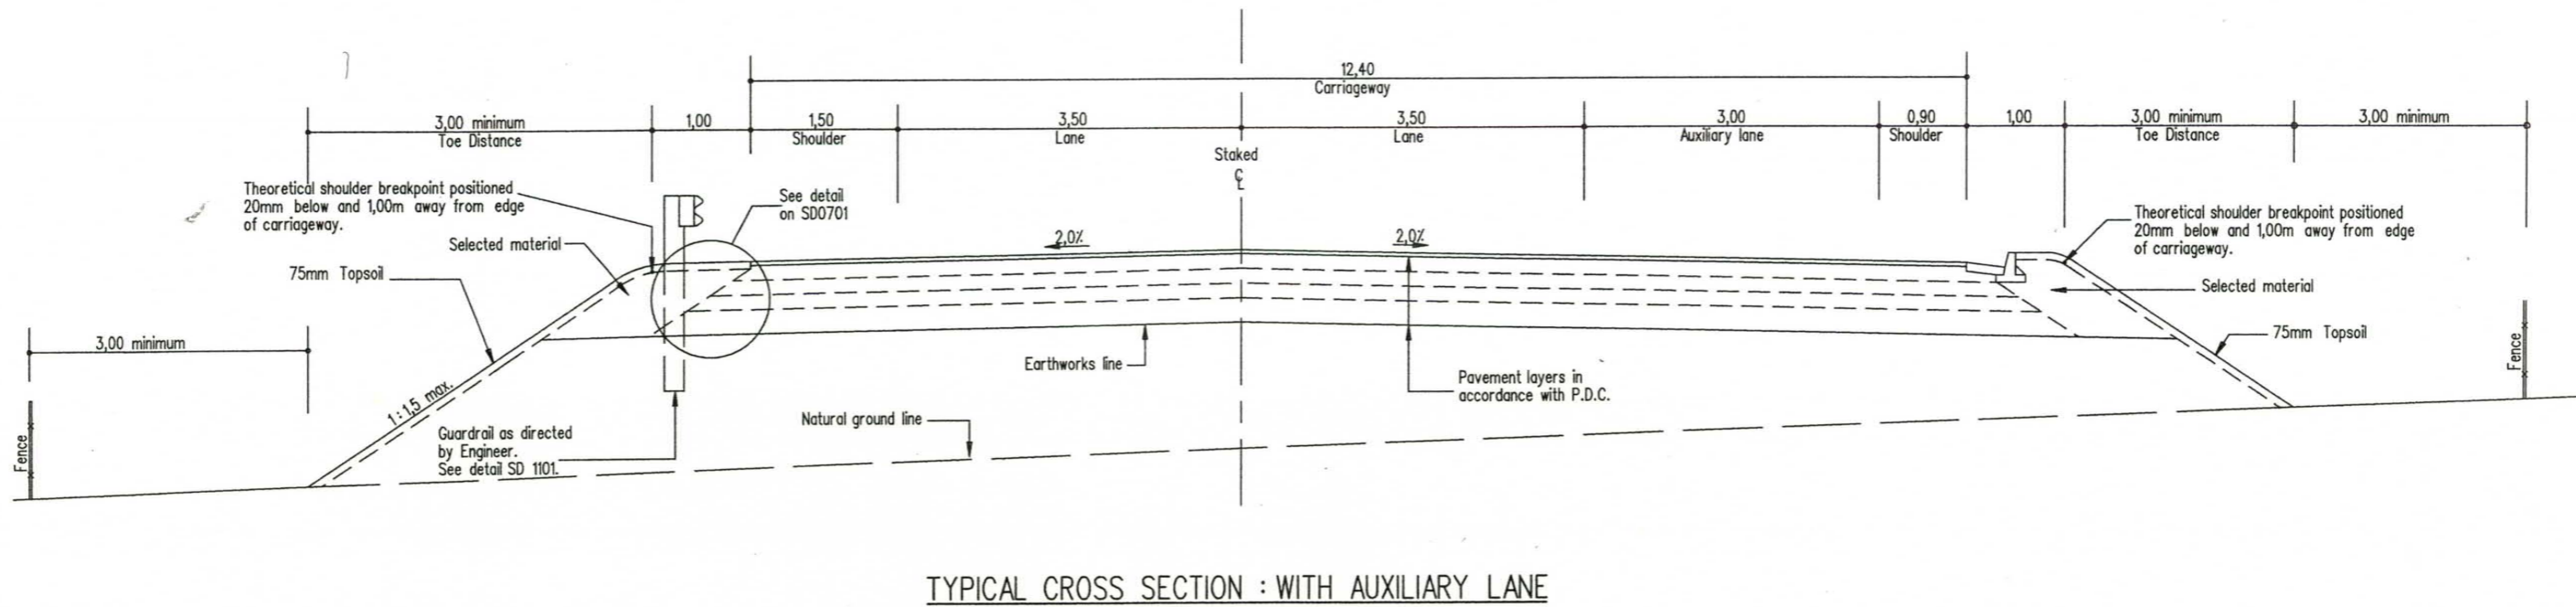 12,40
Carriageway
3,00 minimum
Toe Distance
1,00
1,50
Shoulder
3,50
Lane
3,50
Lane
3,00
Auxiliary lane
0,90
Shoulder
1,00
3,00 minimum
Toe Distance
3,00 minimum
Staked
℄
Theoretical shoulder breakpoint positioned
20mm below and 1,00m away from edge
of carriageway.
See detail
on SD0701
Selected material
75mm Topsoil
2,0%
2,0%
Theoretical shoulder breakpoint positioned
20mm below and 1,00m away from edge
of carriageway.
Selected material
75mm Topsoil
Fence
3,00 minimum
1:1,5 max.
Earthworks line
Pavement layers in
accordance with P.D.C.
Natural ground line
Guardrail as directed
by Engineer.
See detail SD 1101.
Fence
TYPICAL CROSS SECTION : WITH AUXILIARY LANE